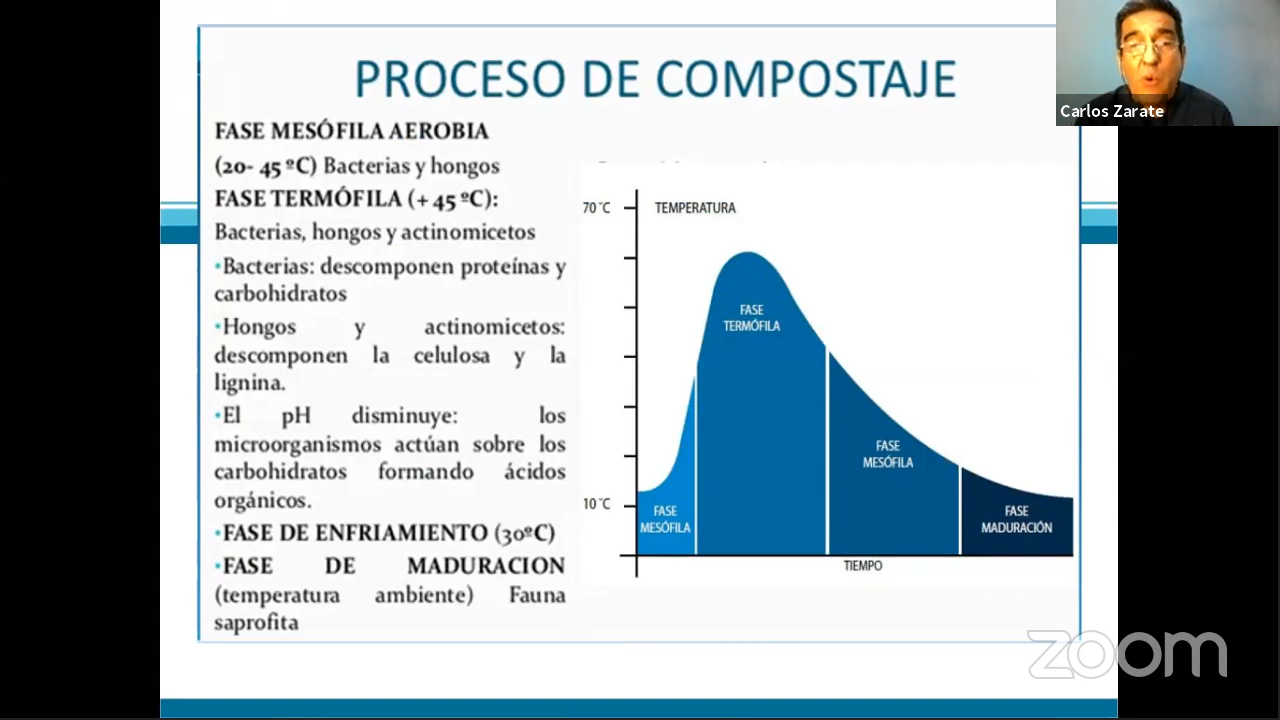 PROCESO DE COMPOSTAJE
FASE MESÓFILA AEROBIA
(20- 45 ºC) Bacterias y hongos
FASE TERMÓFILA (+ 45 ºC):
Bacterias, hongos y actinomicetos
•Bacterias: descomponen proteínas y
carbohidratos
•Hongos y actinomicetos:
descomponen la celulosa y la
lignina.
•El pH disminuye: los
microorganismos actúan sobre los
carbohidratos formando ácidos
orgánicos.
•FASE DE ENFRIAMIENTO (30ºC)
•FASE DE MADURACION
(temperatura ambiente) Fauna
saprofita
70 ˚C
TEMPERATURA
FASE
TERMÓFILA
FASE
MESÓFILA
10 ˚C
FASE
MESÓFILA
FASE
MADURACIÓN
TIEMPO
Carlos Zarate
zoom